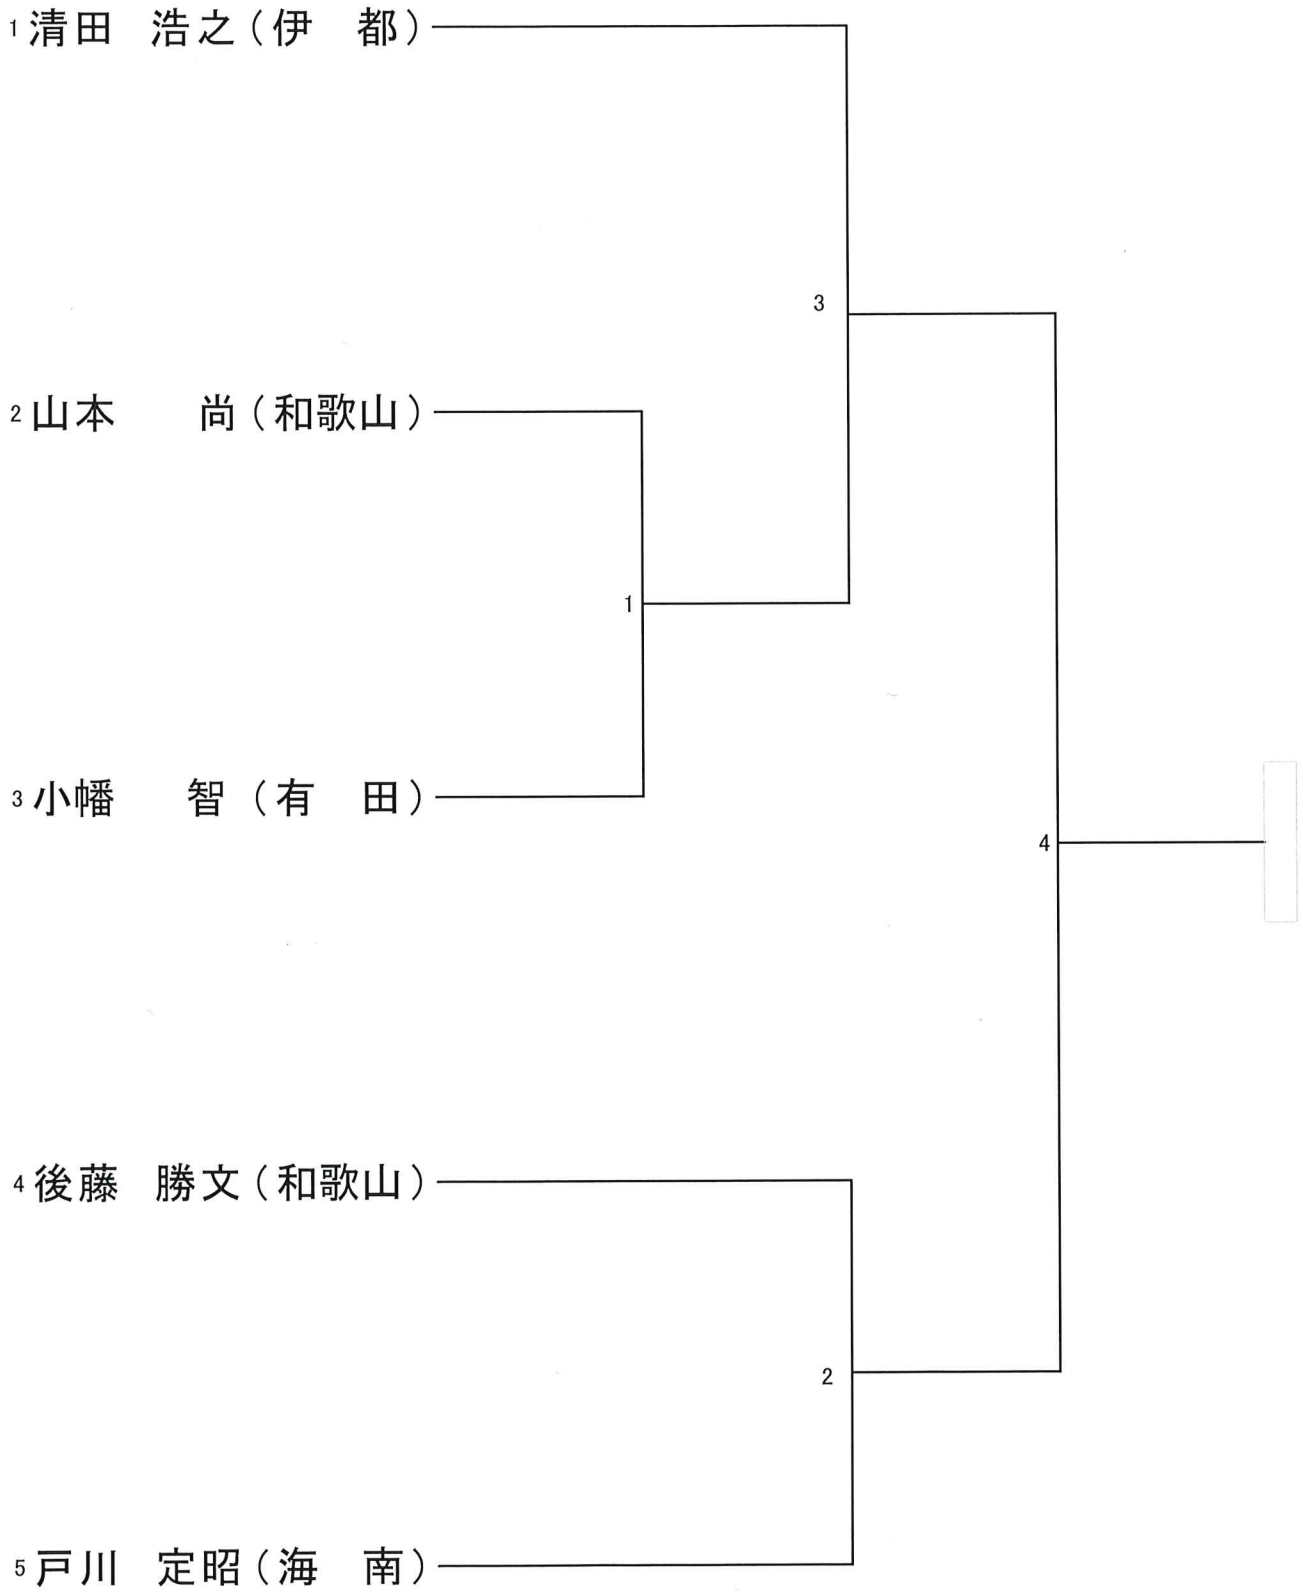 1 清田　浩之(伊　都)
3
2 山本　　尚(和歌山)
1
3 小幡　　智(有　田)
4
4 後藤　勝文(和歌山)
2
5 戸川　定昭(海　南)